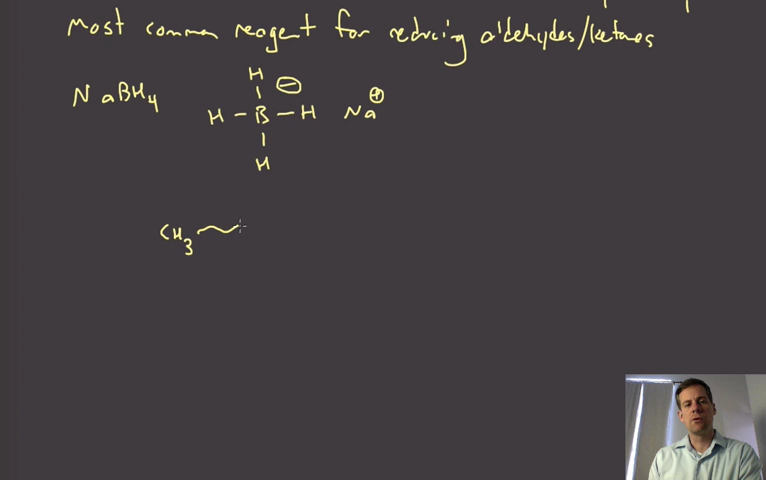 Most common reagent for reducing aldehydes/ketones
NaBH4
H
⊖
H – B – H Na ⊕
H
CH3